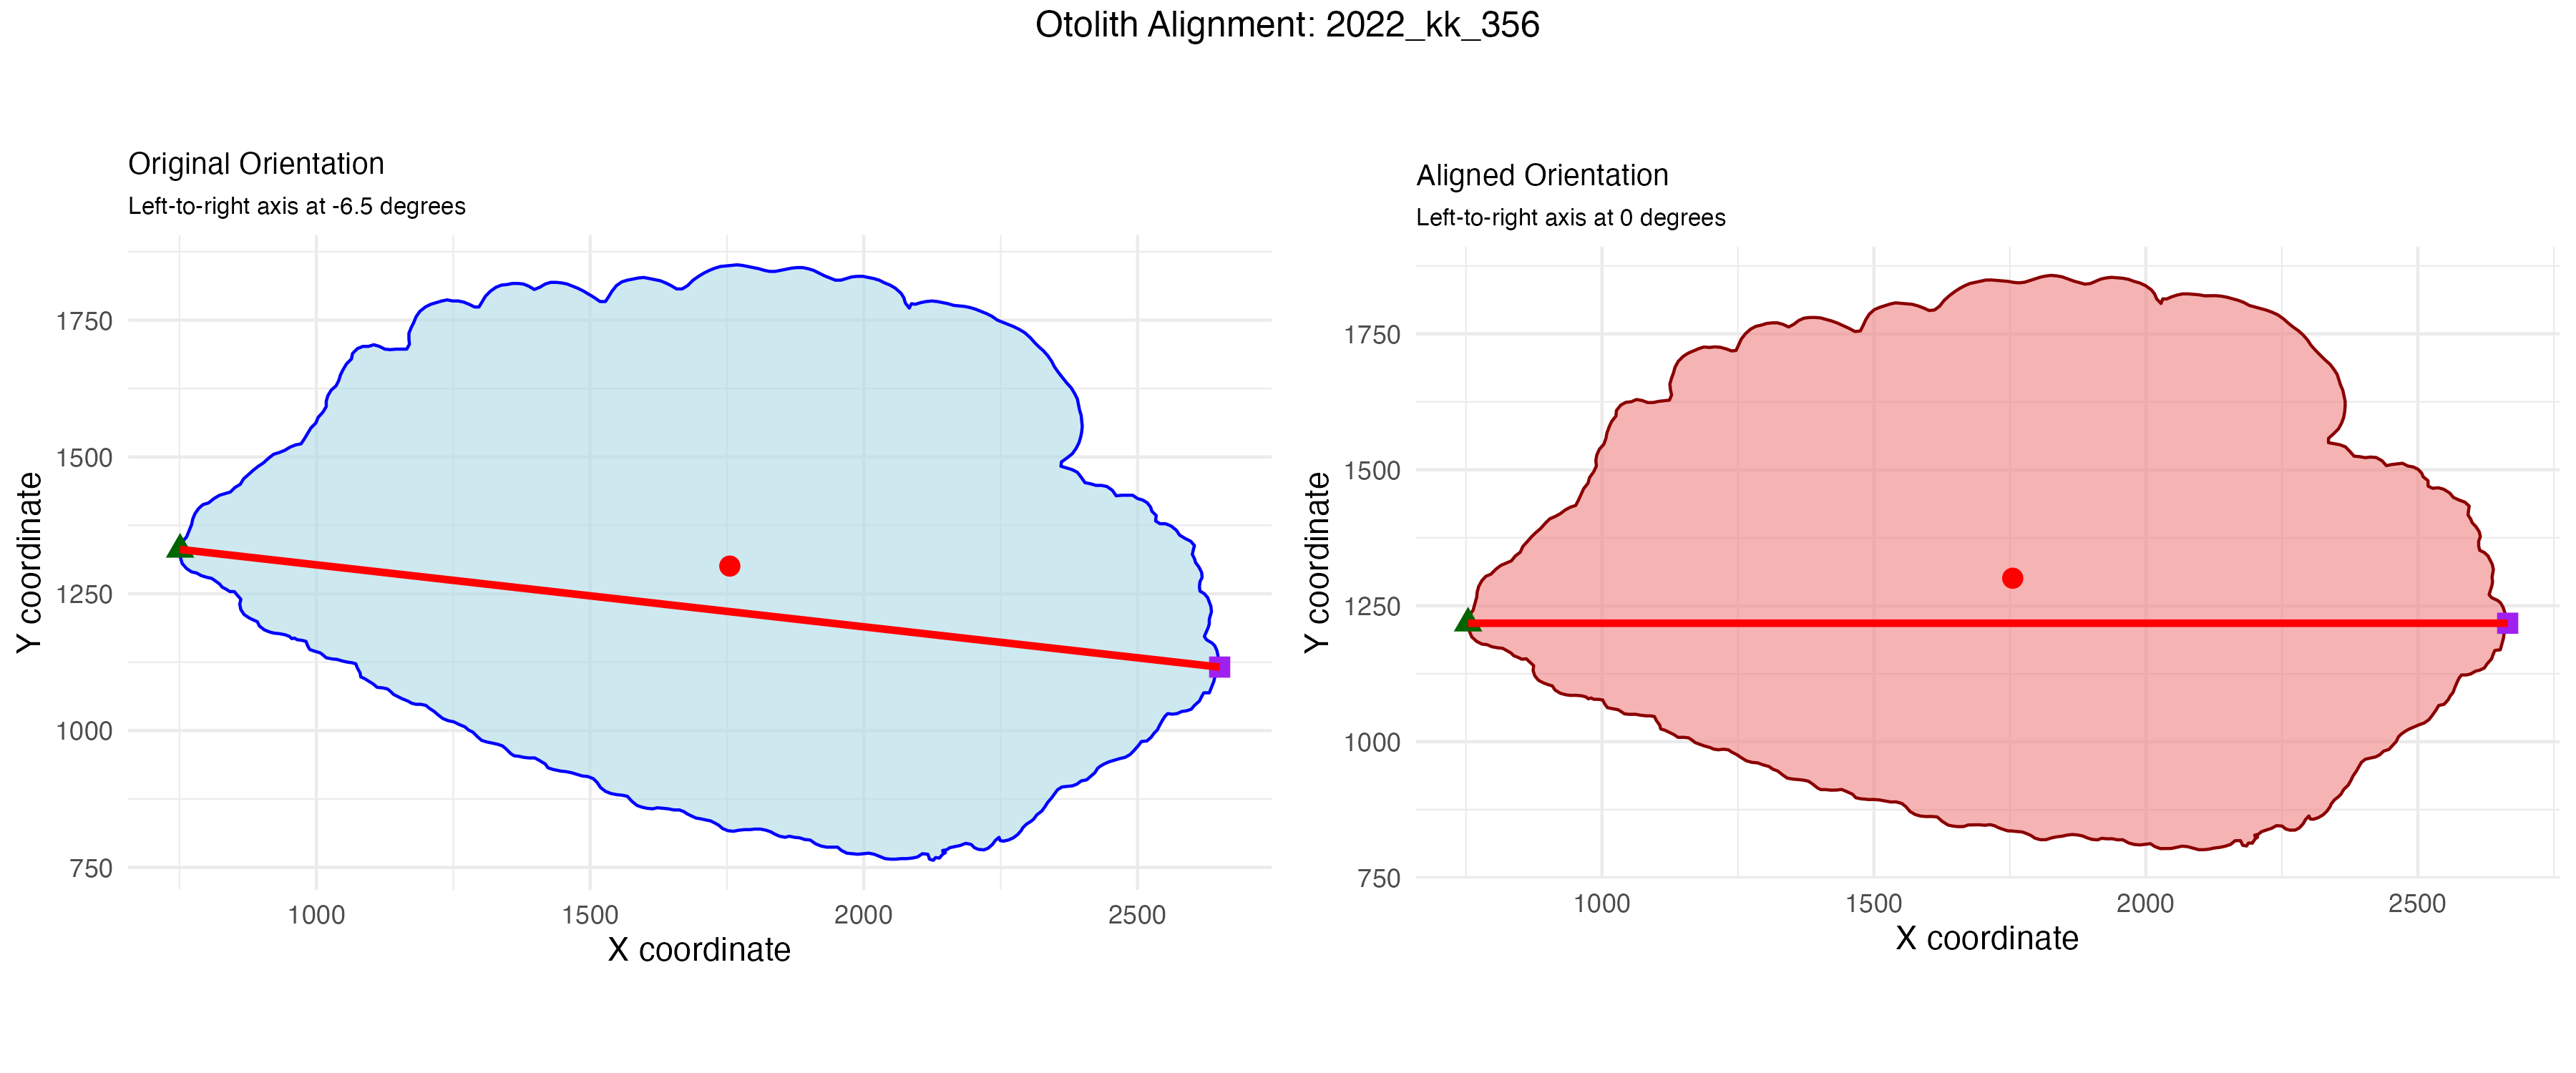 Otolith Alignment: 2022_kk_356
Original Orientation
Left-to-right axis at -6.5 degrees
Y coordinate
1750
1500
1250
1000
750
1000
1500
2000
2500
X coordinate
Aligned Orientation
Left-to-right axis at 0 degrees
Y coordinate
1750
1500
1250
1000
750
1000
1500
2000
2500
X coordinate